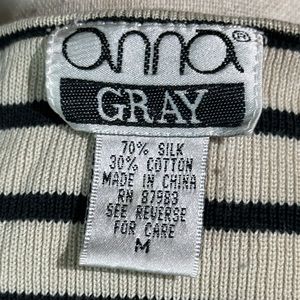 anna®
GRAY
70% SILK
30% COTTON
MADE IN CHINA
RN 87983
SEE REVERSE
FOR CARE
M